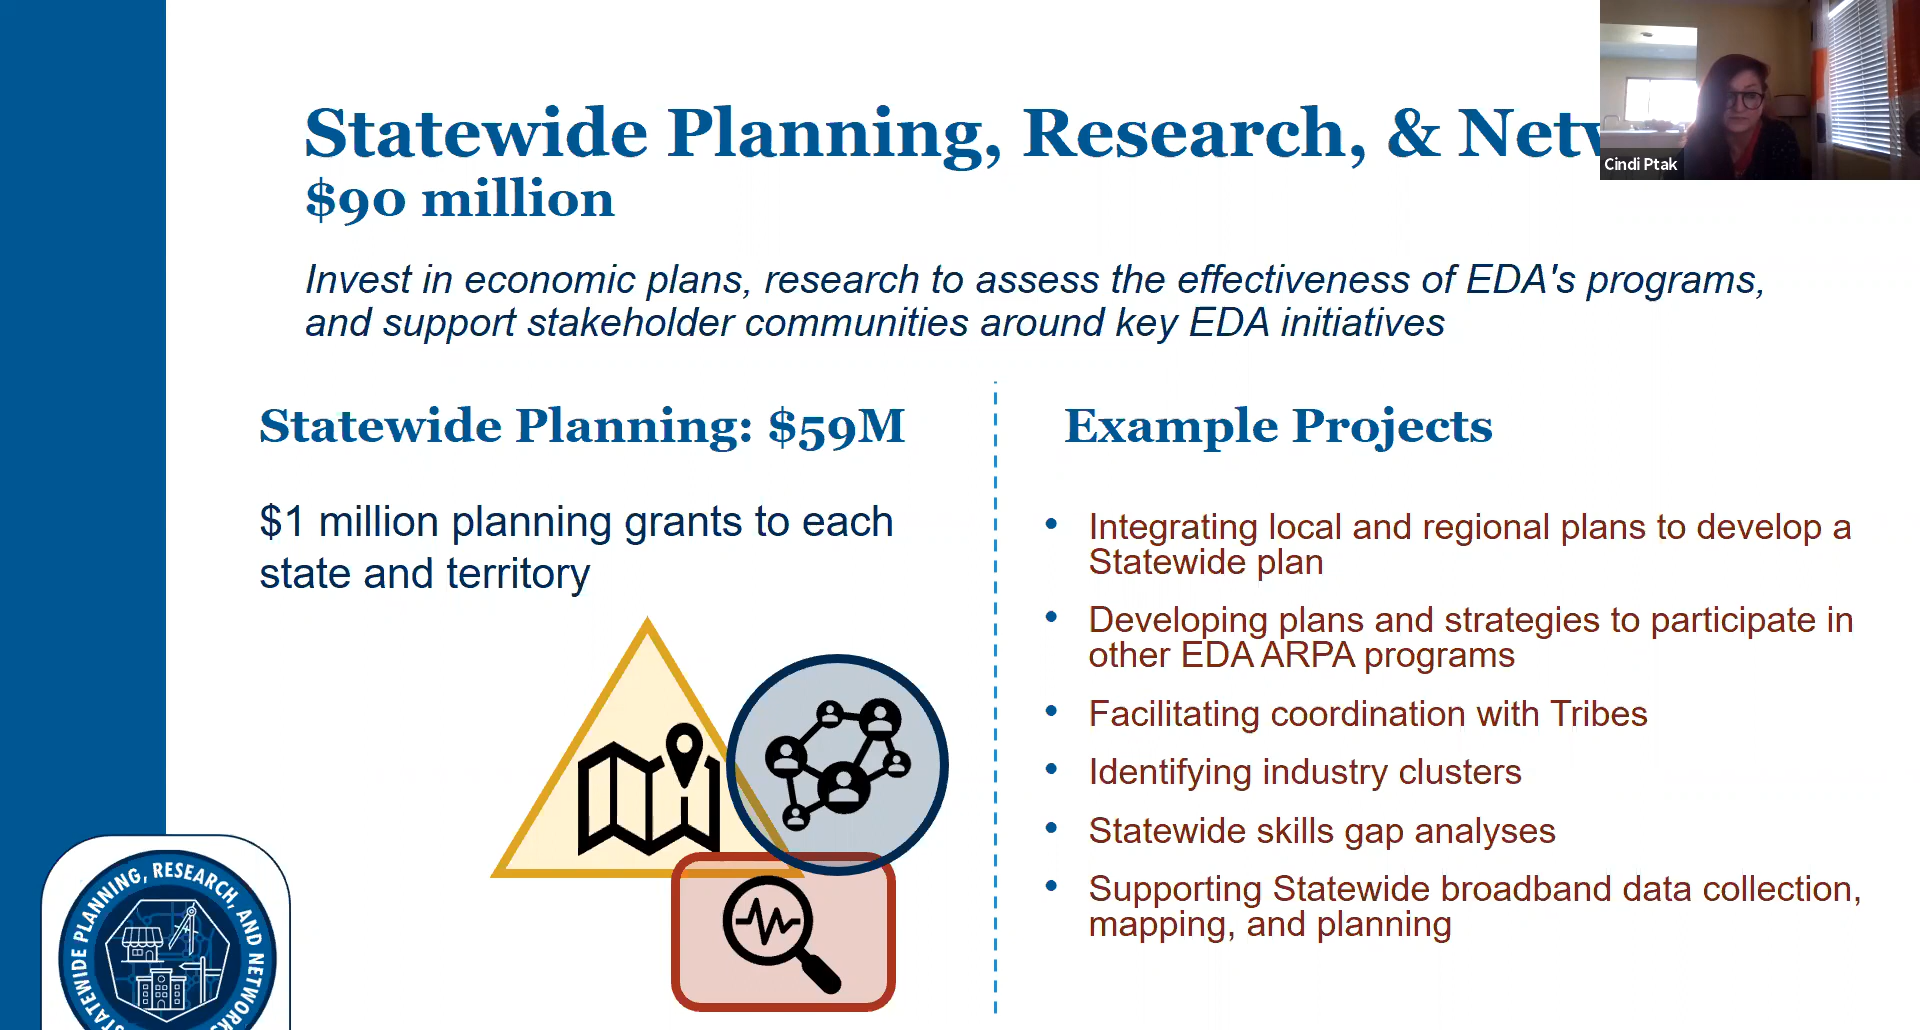 Statewide Planning, Research, & Netw
$90 million
Cindi Ptak
Invest in economic plans, research to assess the effectiveness of EDA's programs,
and support stakeholder communities around key EDA initiatives
Statewide Planning: $59M
$1 million planning grants to each
state and territory
Example Projects
• Integrating local and regional plans to develop a
Statewide plan
• Developing plans and strategies to participate in
other EDA ARPA programs
• Facilitating coordination with Tribes
• Identifying industry clusters
• Statewide skills gap analyses
• Supporting Statewide broadband data collection,
mapping, and planning
STATEWIDE PLANNING, RESEARCH, AND NETWORKS